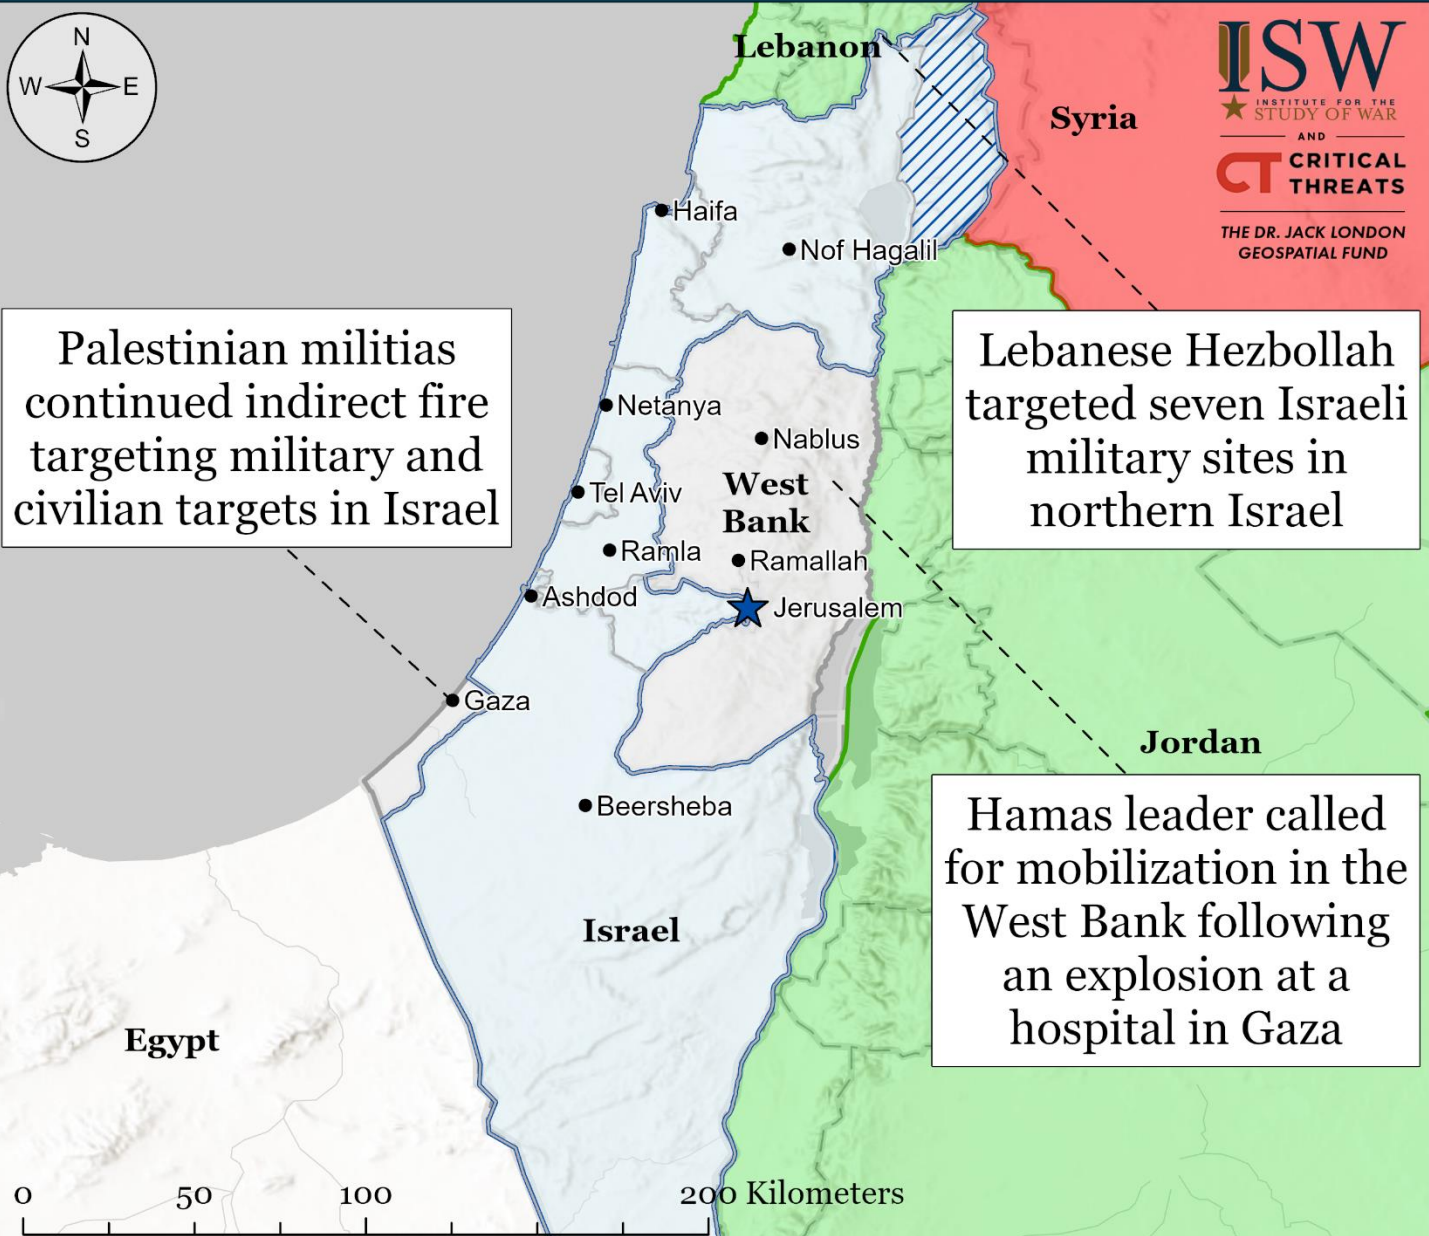 N
W
E
S
Lebanon
Syria
ISW
INSTITUTE FOR THE
STUDY OF WAR
AND
CT CRITICAL
THREATS
THE DR. JACK LONDON
GEOSPATIAL FUND
Haifa
Nof Hagalil
Palestinian militias
continued indirect fire
targeting military and
civilian targets in Israel
Lebanese Hezbollah
targeted seven Israeli
military sites in
northern Israel
Netanya
Nablus
Tel Aviv
West
Bank
Ramla
Ramallah
Ashdod
Jerusalem
Gaza
Jordan
Beersheba
Hamas leader called
for mobilization in the
West Bank following
an explosion at a
hospital in Gaza
Israel
Egypt
0 50 100 200 Kilometers